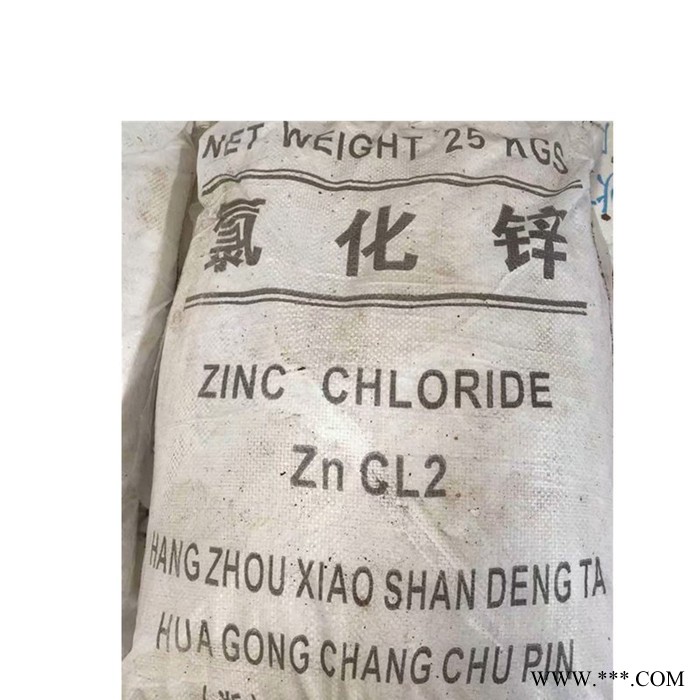 NET WEIGHT 25 KGS
氯化锌
ZINC CHLORIDE
Zn CL2
HANG ZHOU XIAO SHAN DENG TA
HUA GONG CHANG CHU PIN
WWW.***.COM